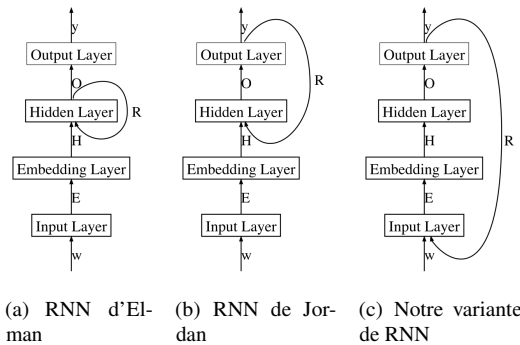 y y y
Output Layer Output Layer Output Layer
O R O R O R
Hidden Layer Hidden Layer Hidden Layer
H H H
Embedding Layer Embedding Layer Embedding Layer
E E E
Input Layer Input Layer Input Layer
w w w
(a) RNN d'El- (b) RNN de Jor- (c) Notre variante
man dan de RNN